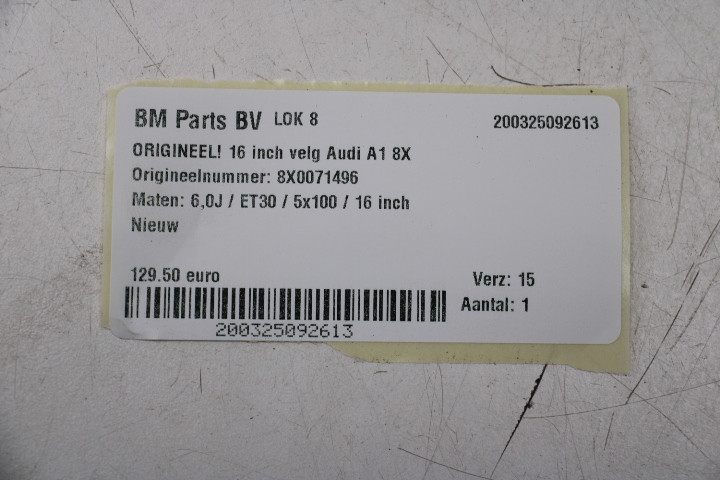 BM Parts BV LOK 8 200325092613
ORIGINEEL! 16 inch velg Audi A1 8X
Origineelnummer: 8X0071496
Maten: 6,0J / ET30 / 5x100 / 16 inch
Nieuw
129.50 euro Verz: 15
Aantal: 1
200325092613